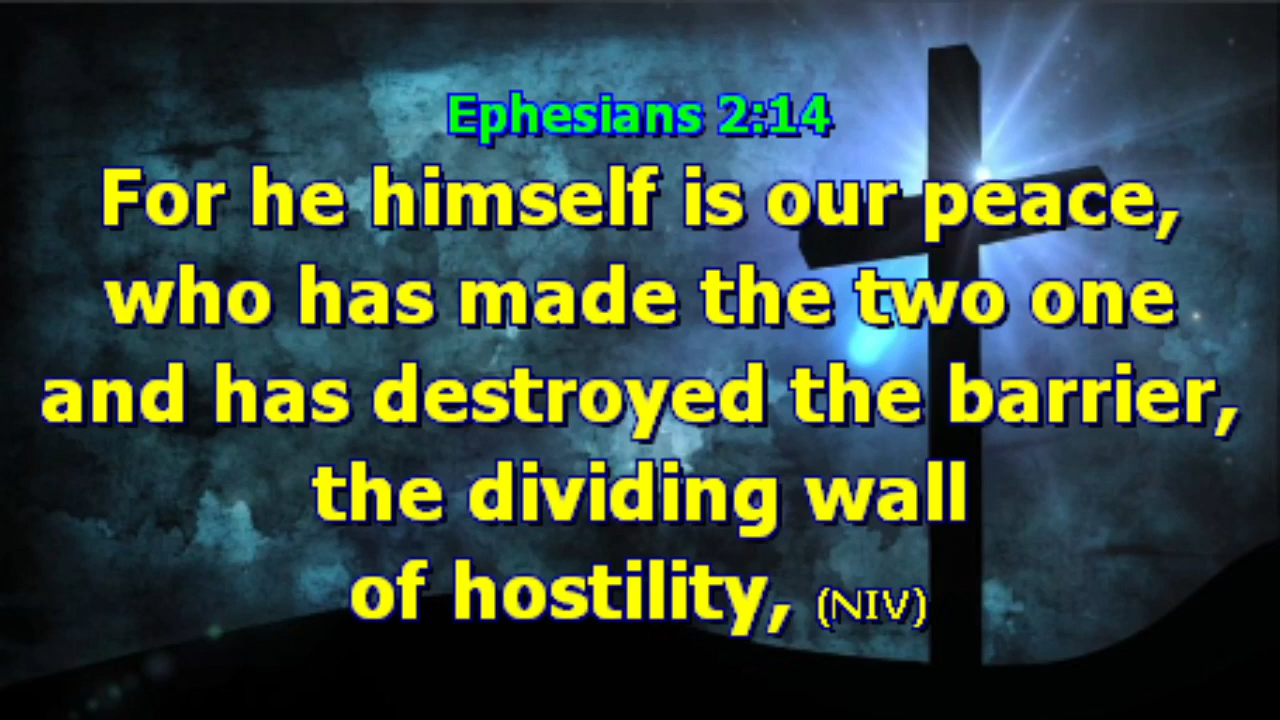 Ephesians 2:14
For he himself is our peace,
who has made the two one
and has destroyed the barrier,
the dividing wall
of hostility, (NIV)